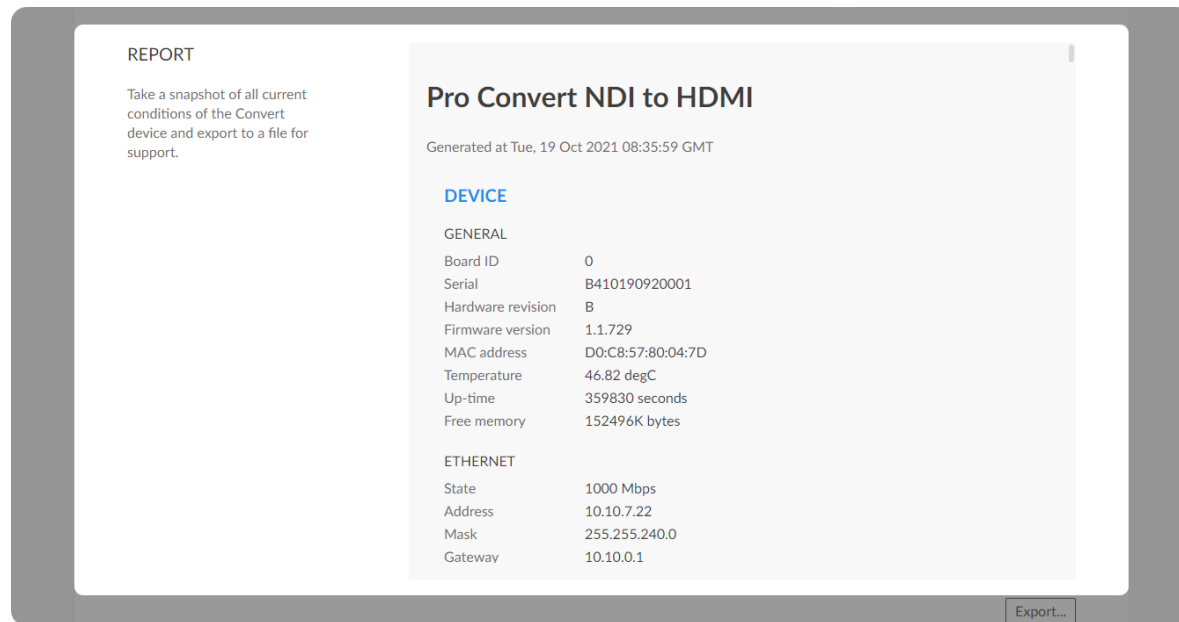 REPORT
Take a snapshot of all current
conditions of the Convert
device and export to a file for
support.
Pro Convert NDI to HDMI
Generated at Tue, 19 Oct 2021 08:35:59 GMT
DEVICE
GENERAL
Board ID 0
Serial B410190920001
Hardware revision B
Firmware version 1.1.729
MAC address D0:C8:57:80:04:7D
Temperature 46.82 degC
Up-time 359830 seconds
Free memory 152496K bytes
ETHERNET
State 1000 Mbps
Address 10.10.7.22
Mask 255.255.240.0
Gateway 10.10.0.1
Export...